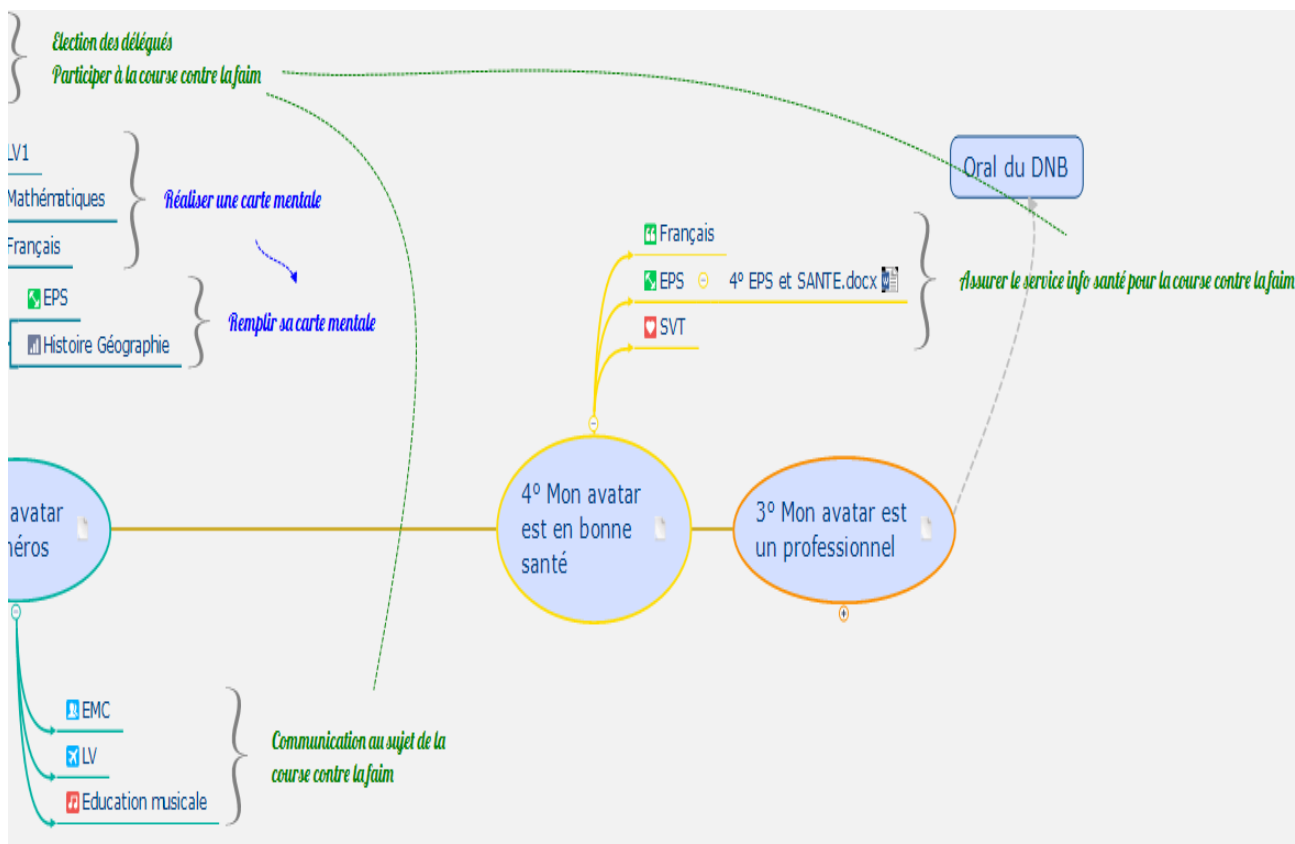 Election des délégués
Participer à la course contre la faim
LV1
Mathématiques
Français
Réaliser une carte mentale
EPS
Histoire Géographie
Remplir sa carte mentale
Oral du DNB
Français
EPS 4º EPS et SANTE.docx
SVT
Assurer le service info santé pour la course contre la faim
avatar
héros
4º Mon avatar
est en bonne
santé
3º Mon avatar est
un professionnel
EMC
LV
Education musicale
Communication au sujet de la
course contre la faim